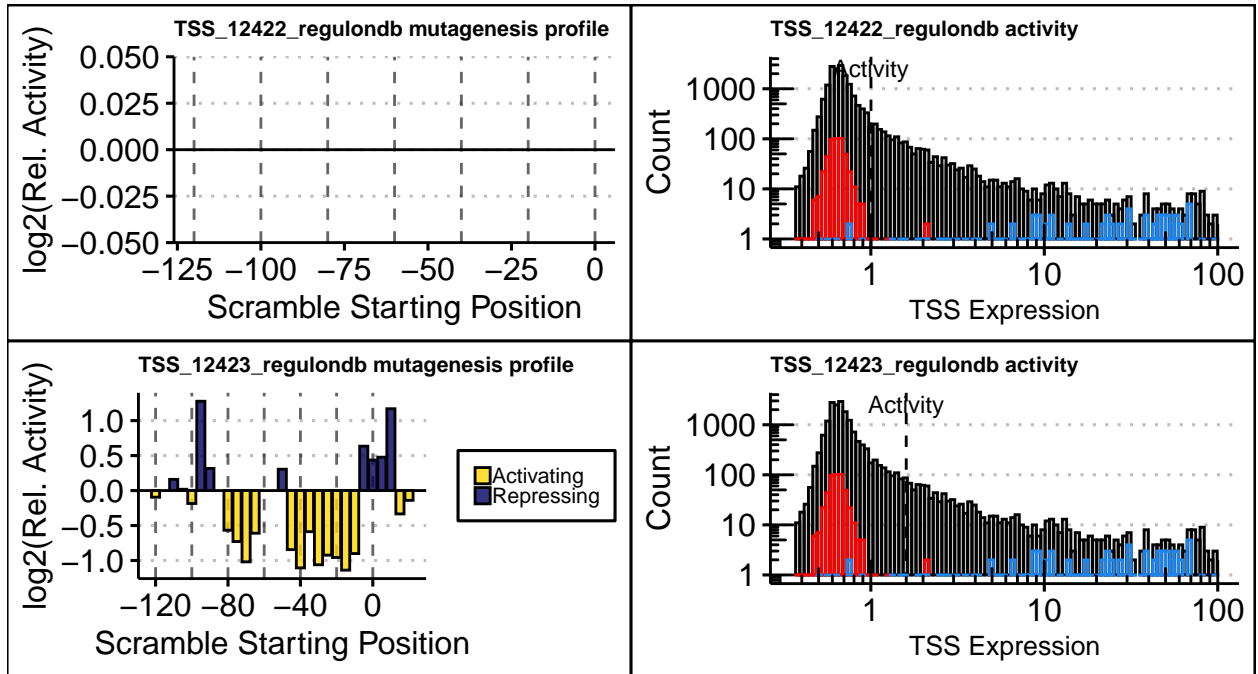 TSS_12422_regulondb mutagenesis profile
log2(Rel. Activity)
0.050
0.025
0.000
−0.025
−0.050
−125 −100 −75 −50 −25 0
Scramble Starting Position
TSS_12422_regulondb activity
Activity
Count
1000
100
10
1
1 10 100
TSS Expression
TSS_12423_regulondb mutagenesis profile
log2(Rel. Activity)
1.0
0.5
0.0
−0.5
−1.0
−120 −80 −40 0
Scramble Starting Position
Activating
Repressing
TSS_12423_regulondb activity
Activity
Count
1000
100
10
1
1 10 100
TSS Expression